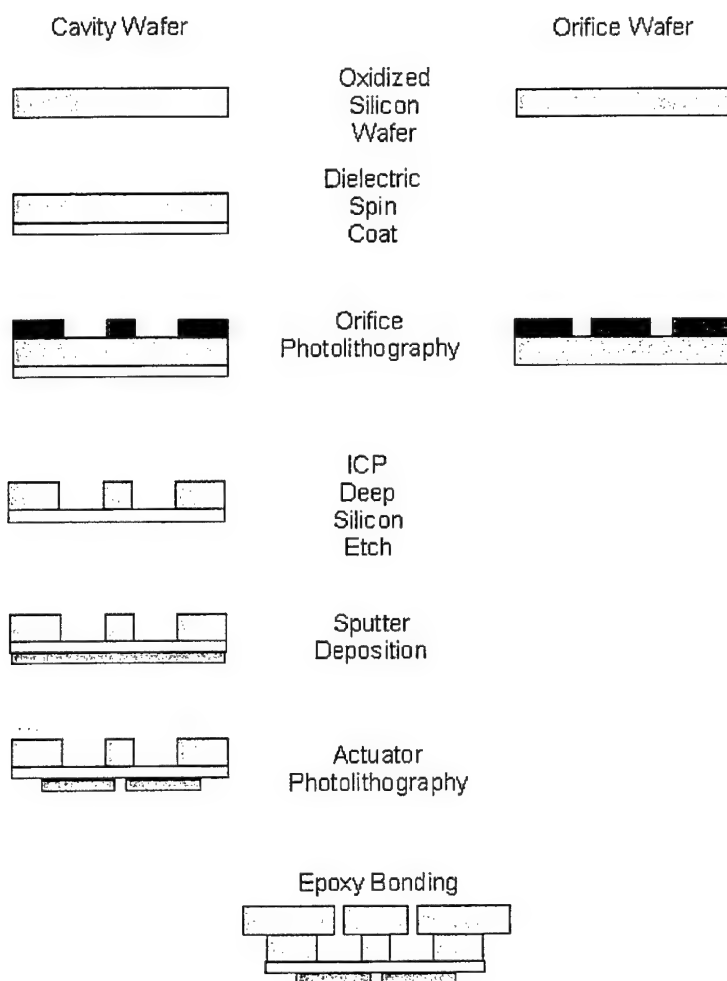 Cavity Wafer
Orifice Wafer
Oxidized
Silicon
Wafer
Dielectric
Spin
Coat
Orifice
Photolithography
ICP
Deep
Silicon
Etch
Sputter
Deposition
Actuator
Photolithography
Epoxy Bonding